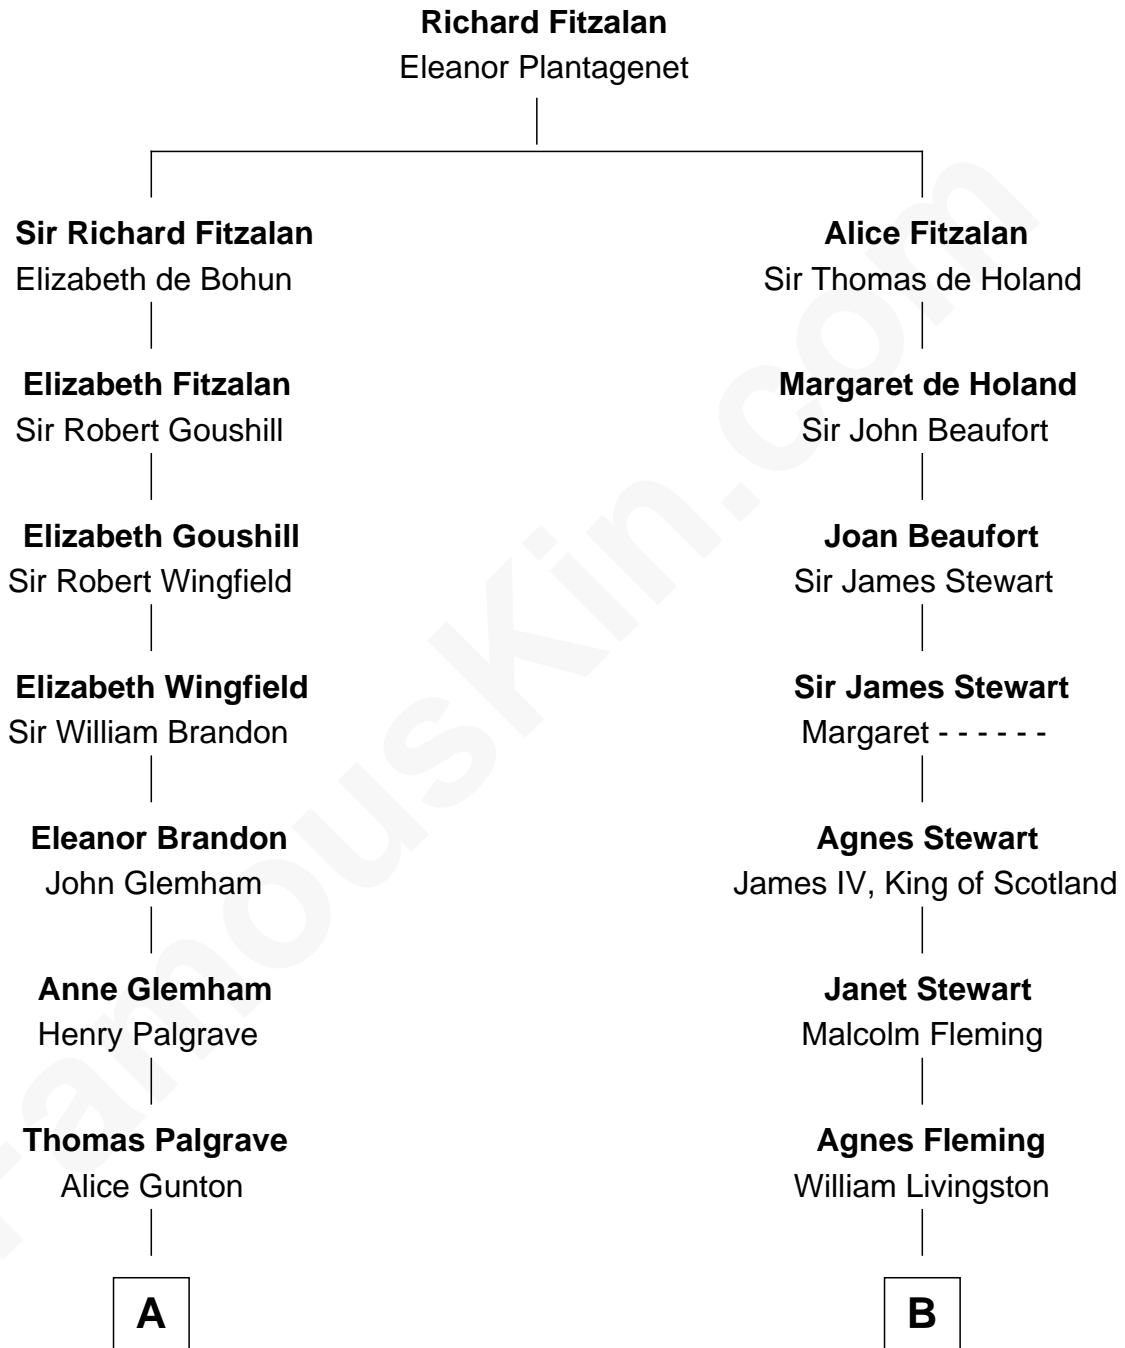 Richard Fitzalan
Eleanor Plantagenet
Sir Richard Fitzalan
Elizabeth de Bohun
Elizabeth Fitzalan
Sir Robert Goushill
Elizabeth Goushill
Sir Robert Wingfield
Elizabeth Wingfield
Sir William Brandon
Eleanor Brandon
John Glemham
Anne Glemham
Henry Palgrave
Thomas Palgrave
Alice Gunton
A
Alice Fitzalan
Sir Thomas de Holand
Margaret de Holand
Sir John Beaufort
Joan Beaufort
Sir James Stewart
Sir James Stewart
Margaret - - - - - -
Agnes Stewart
James IV, King of Scotland
Janet Stewart
Malcolm Fleming
Agnes Fleming
William Livingston
B
FamousKin.com